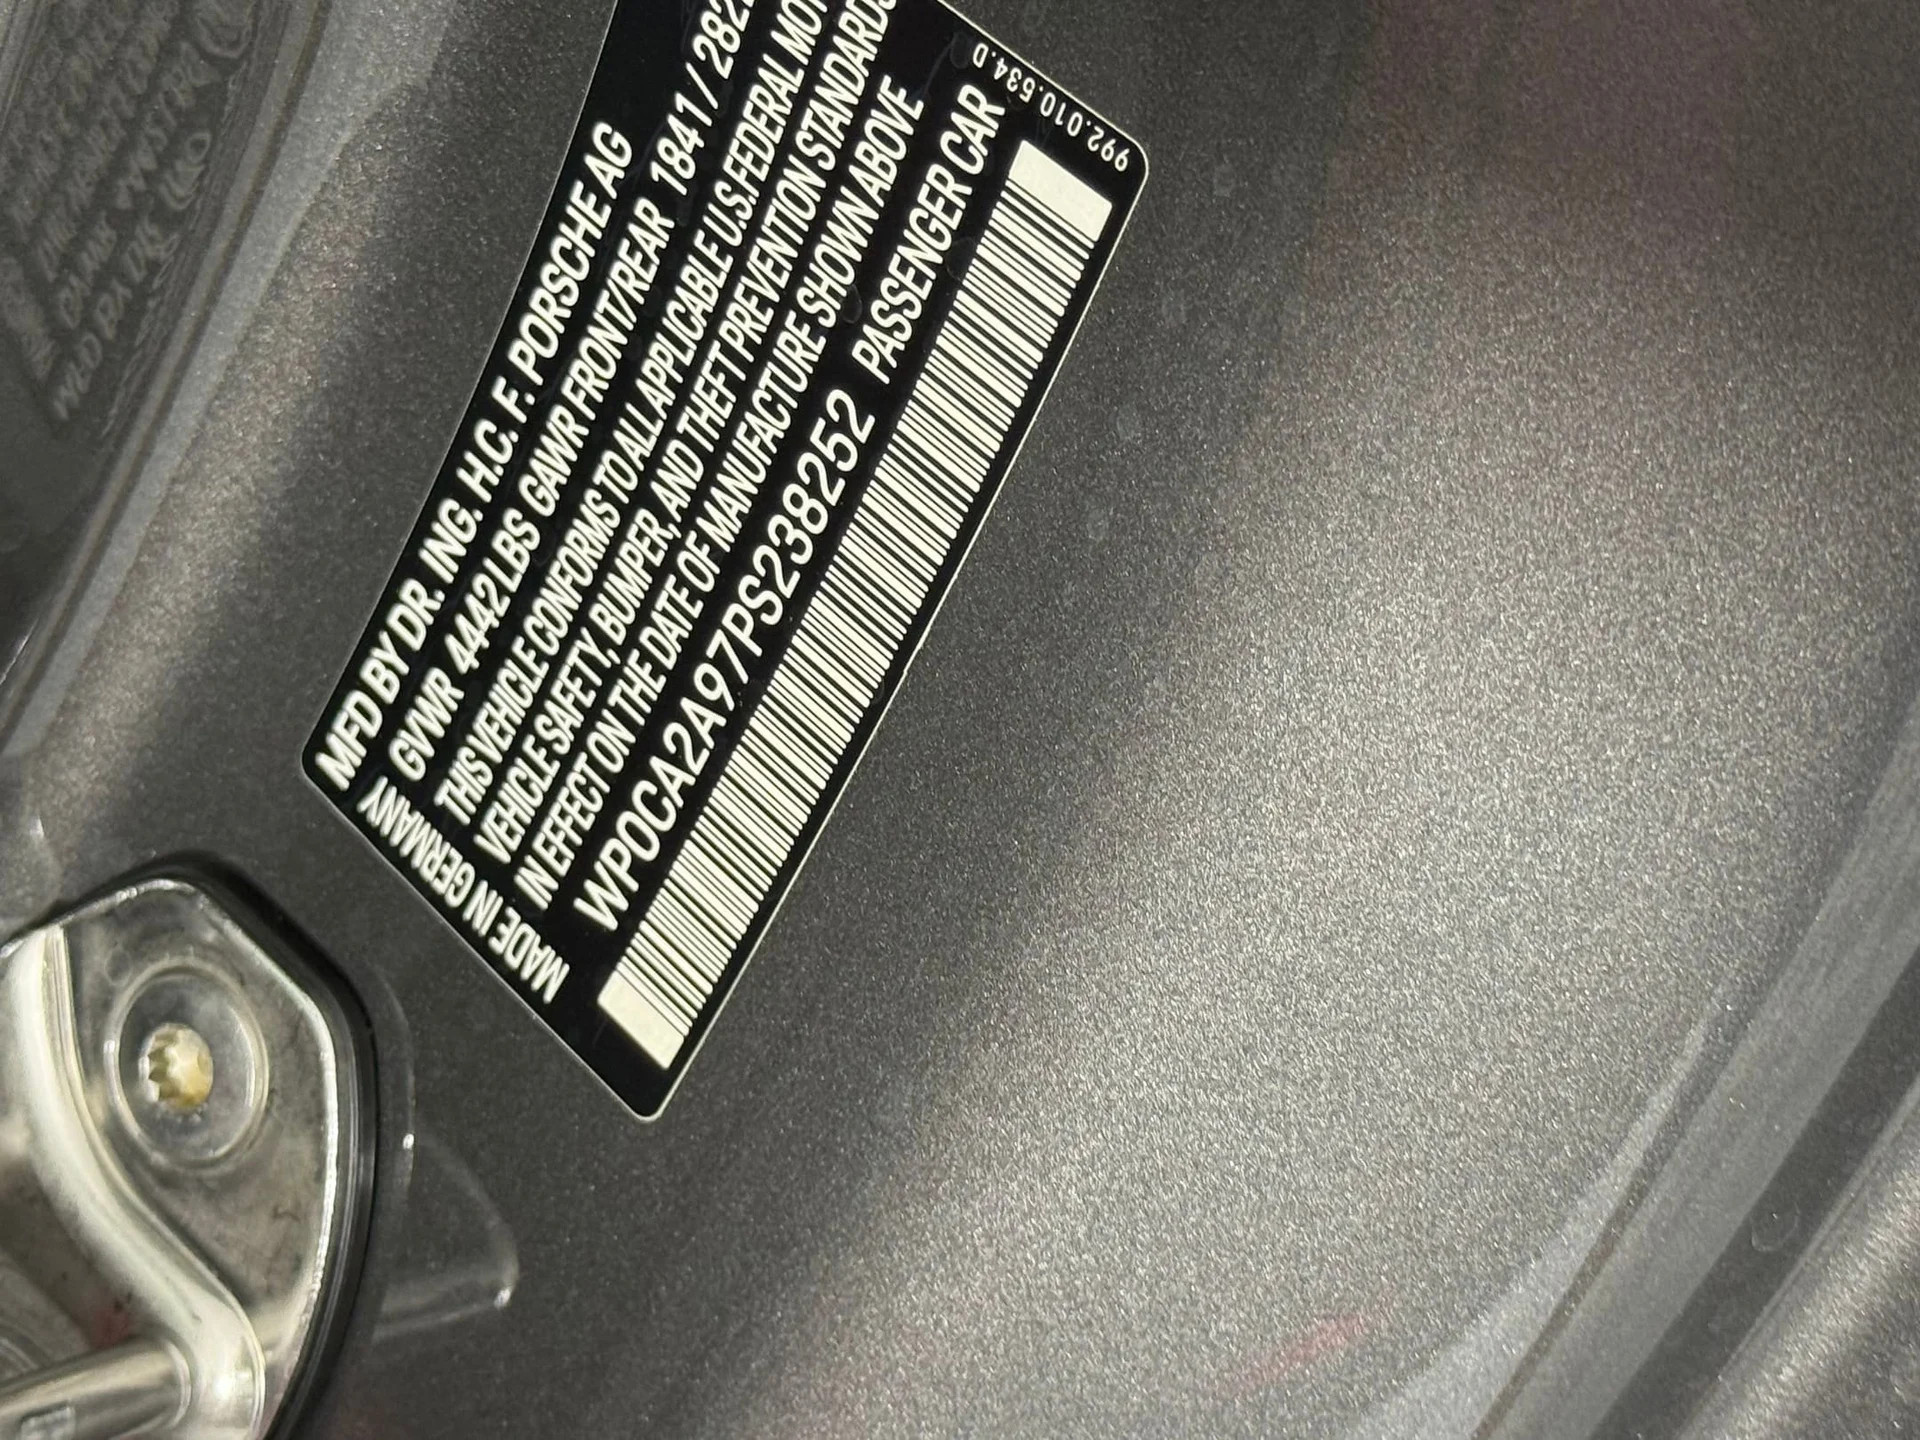 MFD BY DR. ING. H.C. F. PORSCHE AG
MADE IN GERMANY
GVWR 4442LBS GAWR FRONT/REAR 1841/
THIS VEHICLE CONFORMS TO ALL APPLICABLE U.S. FEDERAL
VEHICLE SAFETY, BUMPER, AND THEFT PREVENTION STANDARDS
IN EFFECT ON THE DATE OF MANUFACTURE SHOWN ABOVE
WP0CA2A97PS238252 PASSENGER CAR
992.010.534.D